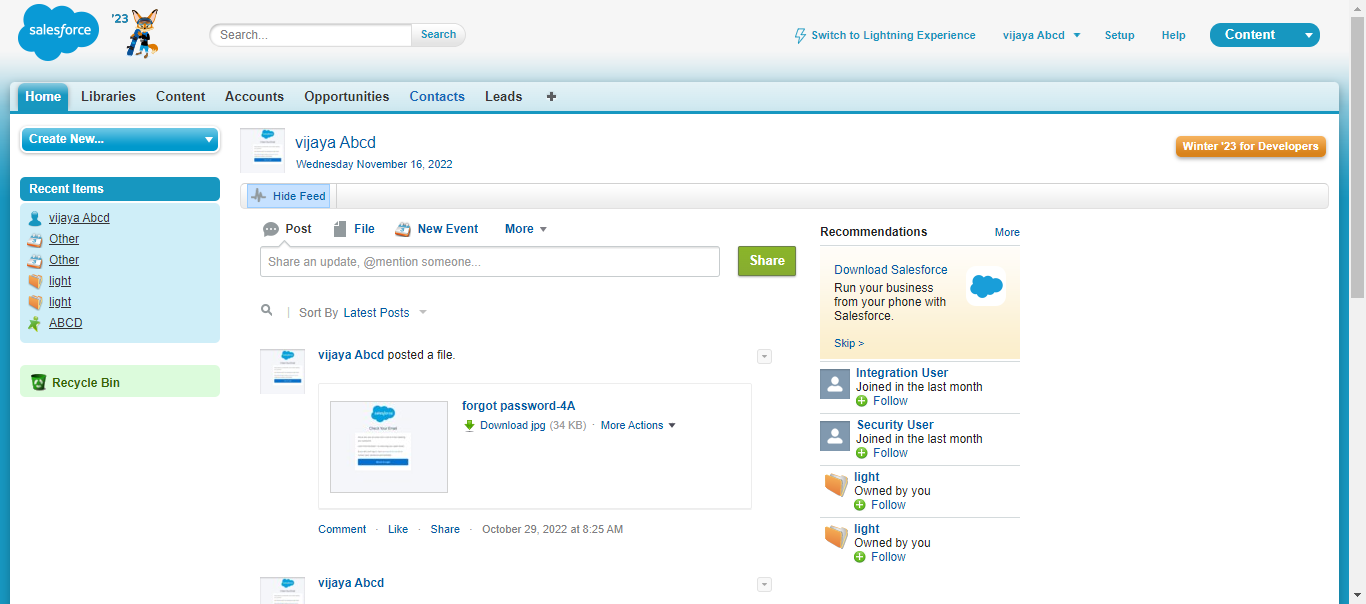 salesforce
'23
Search...
Search
Switch to Lightning Experience
vijaya Abcd
Setup
Help
Content
Home
Libraries
Content
Accounts
Opportunities
Contacts
Leads
+
Create New...
Recent Items
vijaya Abcd
Other
Other
light
light
ABCD
Recycle Bin
vijaya Abcd
Wednesday November 16, 2022
Winter '23 for Developers
Hide Feed
Post
File
New Event
More
Share an update, @mention someone...
Share
Sort By Latest Posts
vijaya Abcd posted a file.
salesforce
Check Your Email
forgot password-4A
Download jpg (34 KB) · More Actions
Comment · Like · Share · October 29, 2022 at 8:25 AM
vijaya Abcd
Recommendations
More
Download Salesforce
Run your business
from your phone with
Salesforce.
Skip >
Integration User
Joined in the last month
Follow
Security User
Joined in the last month
Follow
light
Owned by you
Follow
light
Owned by you
Follow